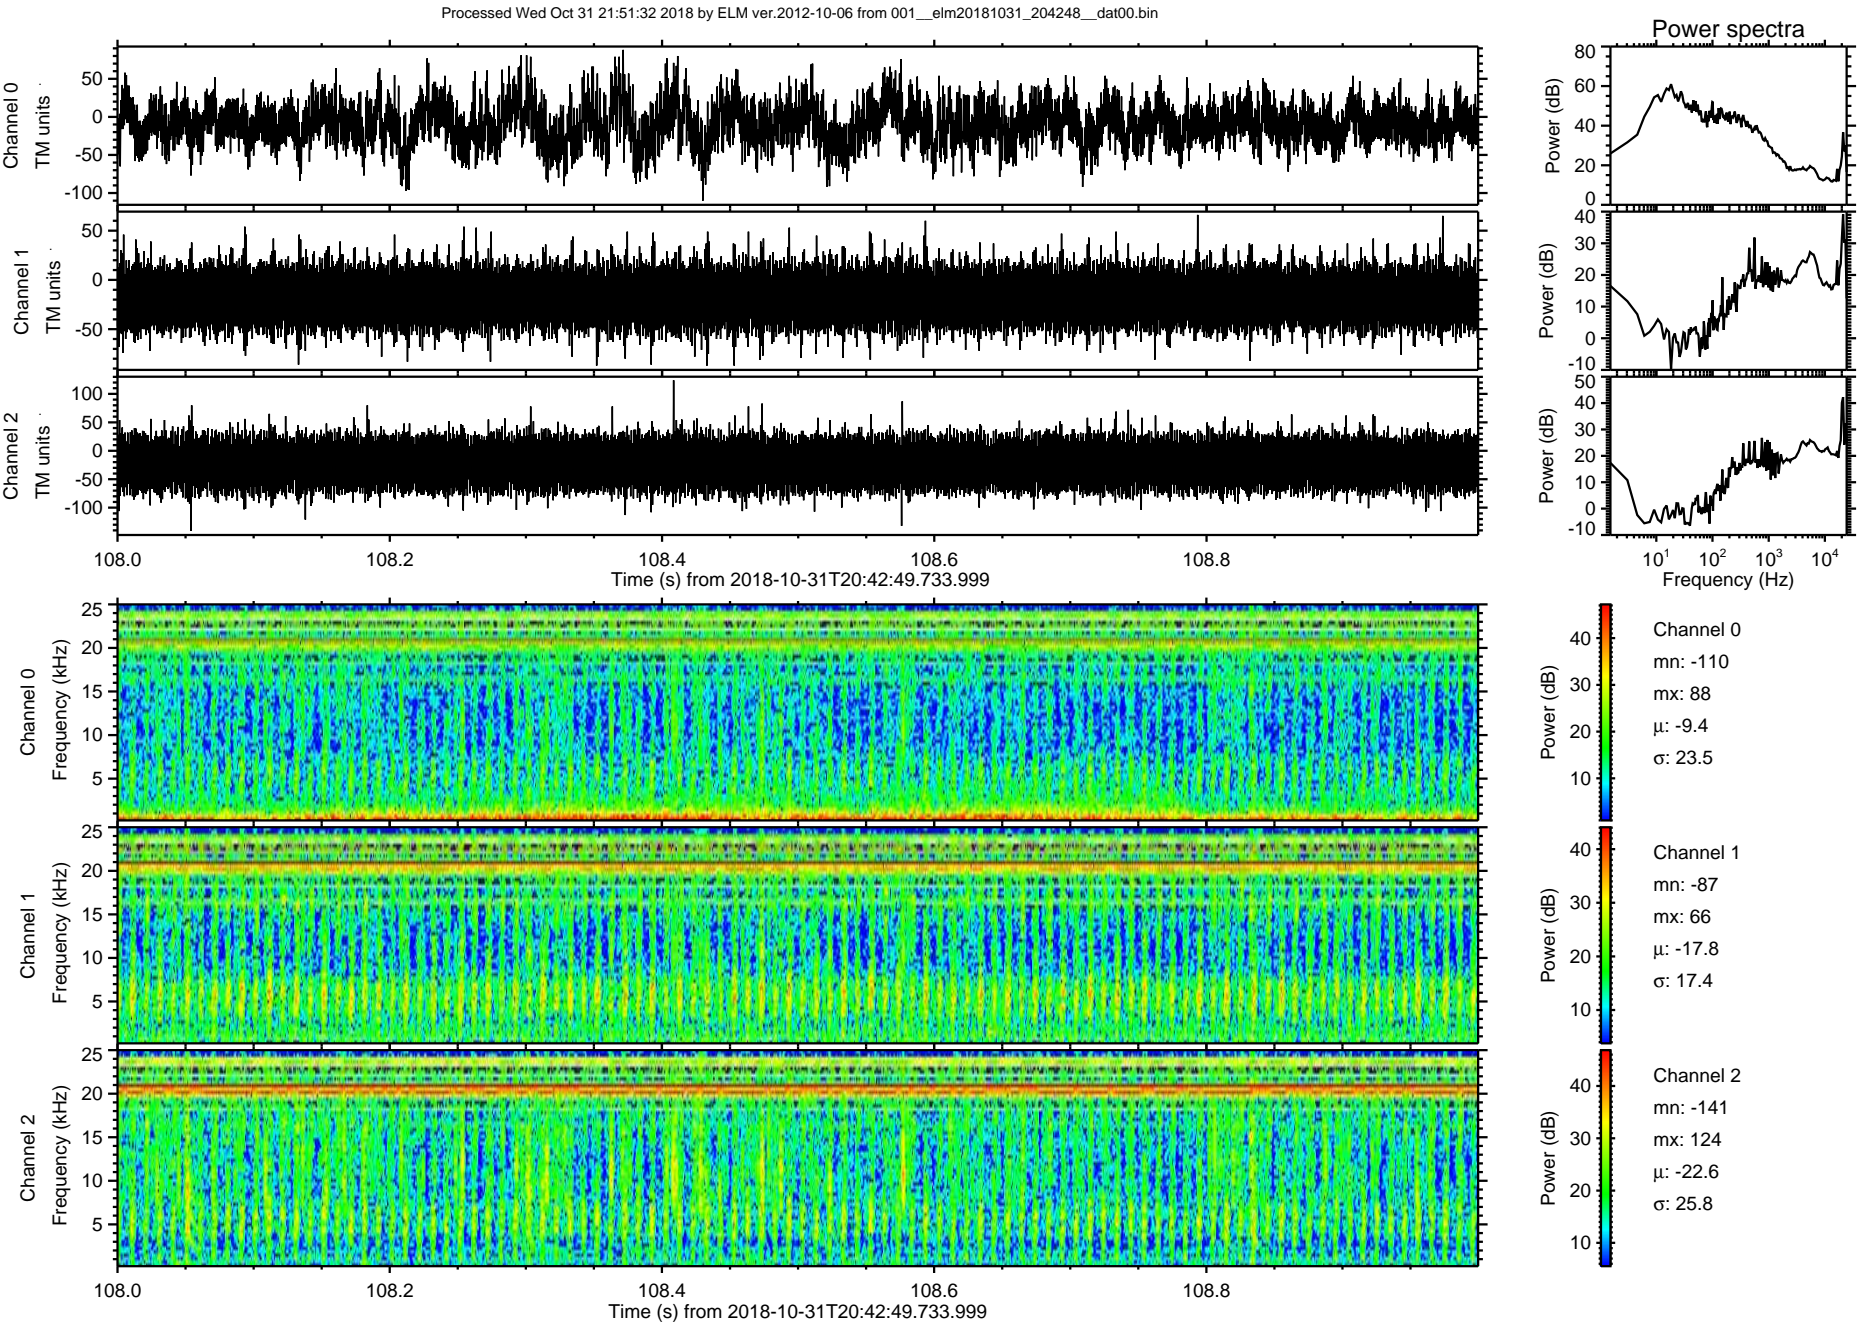 Processed Wed Oct 31 21:51:32 2018 by ELM ver.2012-10-06 from 001__elm20181031_204248__dat00.bin
Power spectra
Channel 0
TM units
50
0
-50
-100
Power (dB)
80
60
40
20
0
Channel 1
TM units
50
0
-50
Power (dB)
40
30
20
10
0
-10
Channel 2
TM units
100
50
0
-50
-100
Power (dB)
50
40
30
20
10
0
-10
108.0 108.2 108.4 108.6 108.8
Time (s) from 2018-10-31T20:42:49.733.999
10^1 10^2 10^3 10^4
Frequency (Hz)
Channel 0
Frequency (kHz)
25
20
15
10
5
Power (dB)
40
30
20
10
Channel 0
mn: -110
mx: 88
μ: -9.4
σ: 23.5
Channel 1
Frequency (kHz)
25
20
15
10
5
Power (dB)
40
30
20
10
Channel 1
mn: -87
mx: 66
μ: -17.8
σ: 17.4
Channel 2
Frequency (kHz)
25
20
15
10
5
Power (dB)
40
30
20
10
Channel 2
mn: -141
mx: 124
μ: -22.6
σ: 25.8
108.0 108.2 108.4 108.6 108.8
Time (s) from 2018-10-31T20:42:49.733.999